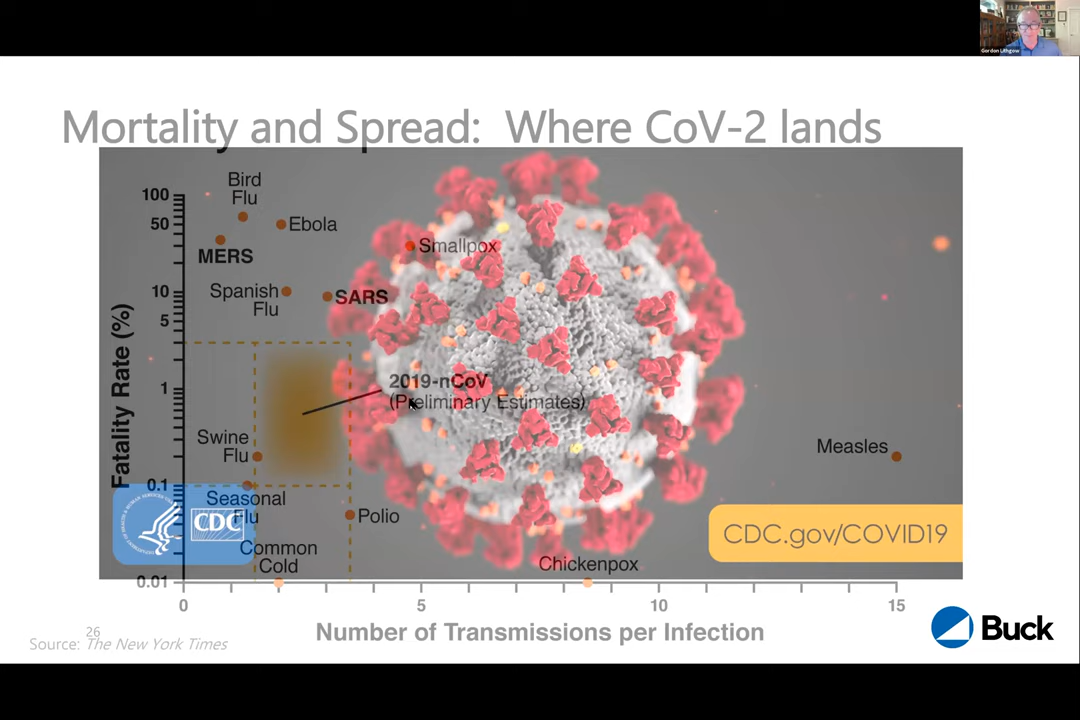 Gordon Lithgow
Mortality and Spread: Where CoV-2 lands
Bird
Flu
100
50
Ebola
Smallpox
MERS
10
Spanish
Flu
SARS
5
Fatality Rate (%)
1
2019-nCoV
(Preliminary Estimates)
Swine
Flu
Measles
0.1
Seasonal
Flu
CDC
Polio
CDC.gov/COVID19
Common
Cold
Chickenpox
0.01
0
5
10
15
Number of Transmissions per Infection
26
Source: The New York Times
Buck